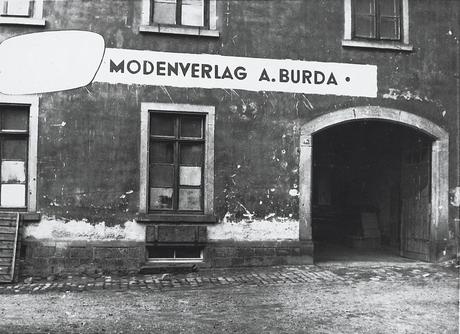 MODENVERLAG A. BURDA •